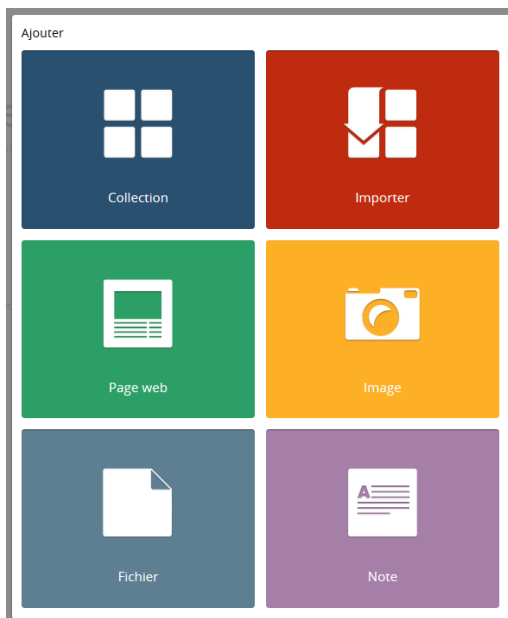 Ajouter
Collection
Importer
Page web
Image
Fichier
A
Note